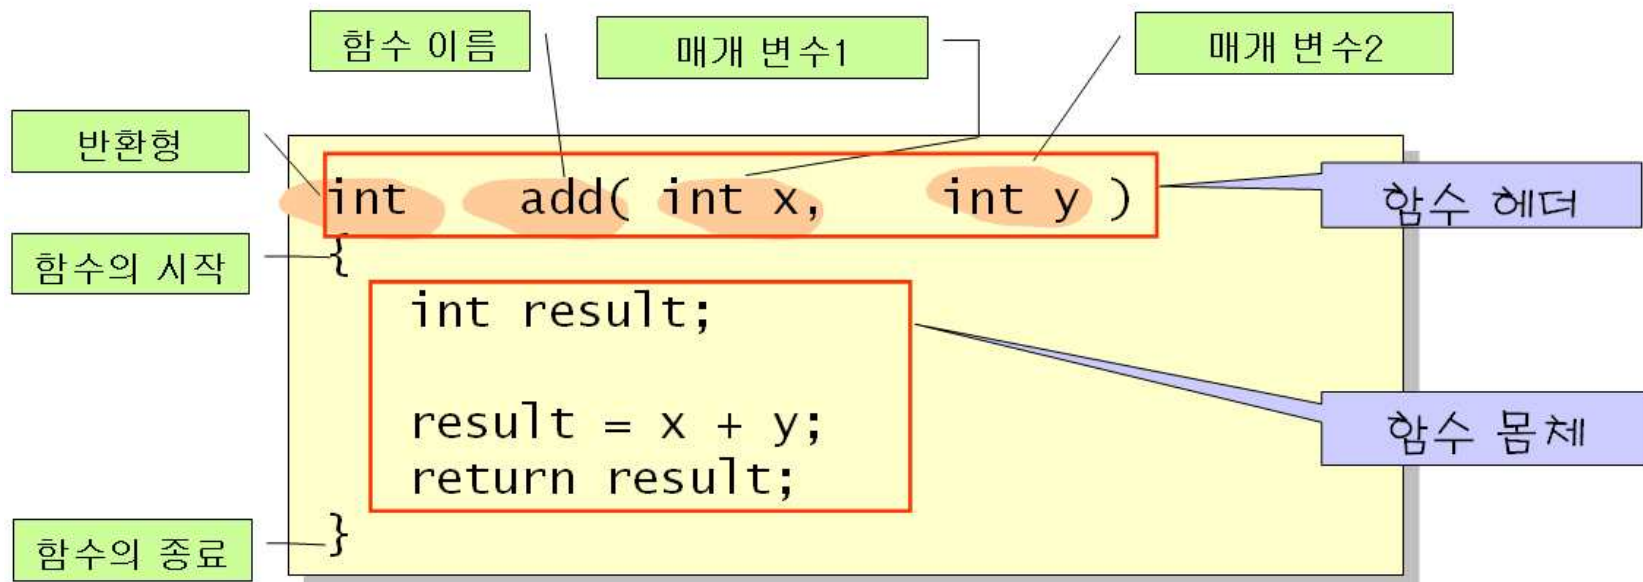 함수 이름
매개 변수1
매개 변수2
반환형
int add( int x, int y )
함수 헤더
함수의 시작
{
int result;
result = x + y;
함수 몸체
return result;
}
함수의 종료